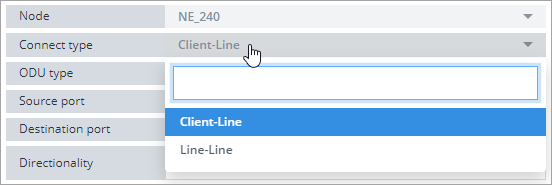 Node NE_240
Connect type Client-Line
ODU type
Source port
Client-Line
Destination port
Line-Line
Directionality